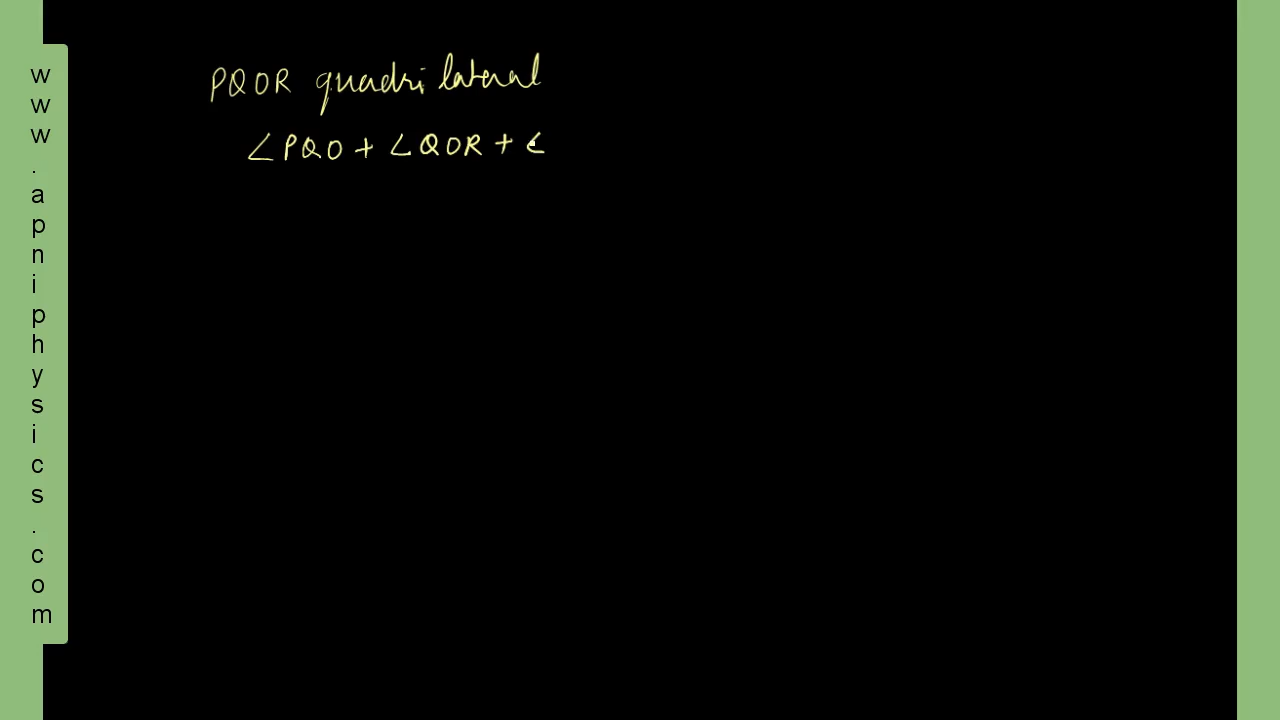 www.apniphysics.com
PQOR quadrilateral
∠PQO + ∠QOR + ∠